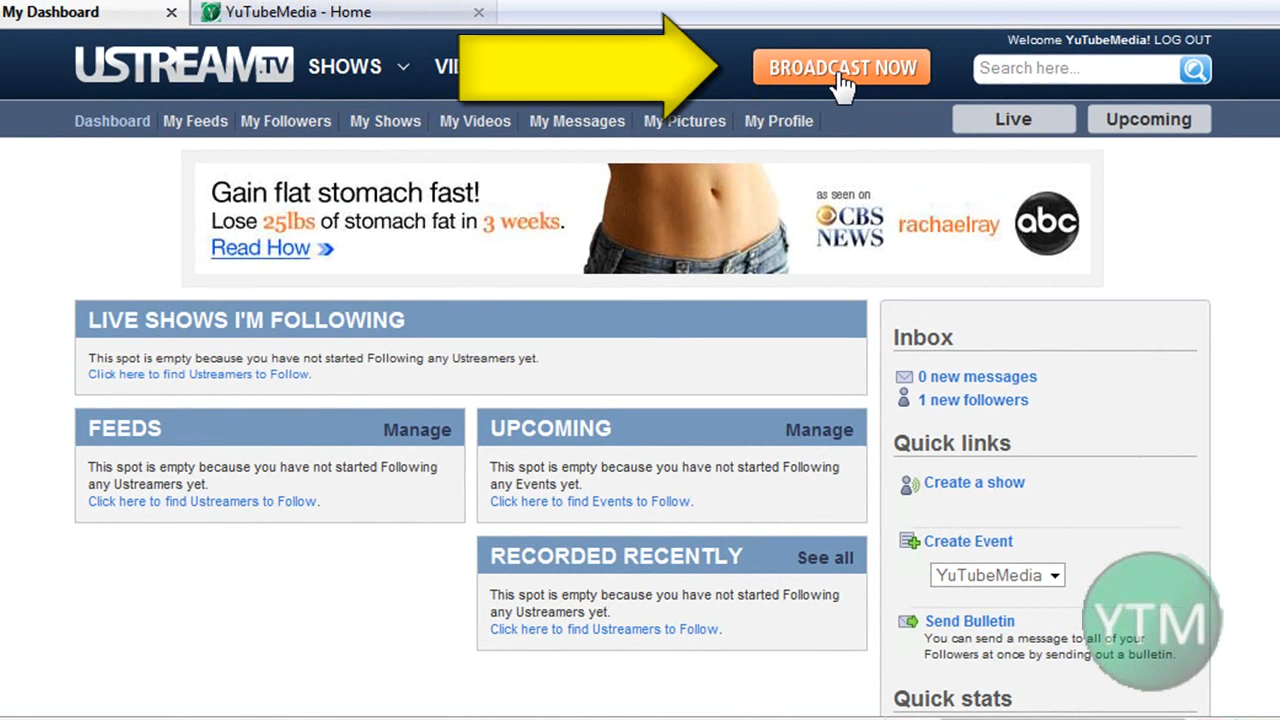 My Dashboard
YuTubeMedia - Home
Welcome YuTubeMedia! LOG OUT
USTREAM.TV SHOWS
BROADCAST NOW
Search here...
Dashboard My Feeds My Followers My Shows My Videos My Messages My Pictures My Profile
Live Upcoming
Gain flat stomach fast!
Lose 25lbs of stomach fat in 3 weeks.
Read How
as seen on
CBS NEWS
rachaelray
abc
LIVE SHOWS I'M FOLLOWING
This spot is empty because you have not started Following any Ustreamers yet.
Click here to find Ustreamers to Follow.
FEEDS Manage
This spot is empty because you have not started Following
any Ustreamers yet.
Click here to find Ustreamers to Follow.
UPCOMING Manage
This spot is empty because you have not started Following
any Events yet.
Click here to find Events to Follow.
RECORDED RECENTLY See all
This spot is empty because you have not started Following
any Ustreamers yet.
Click here to find Ustreamers to Follow.
Inbox
0 new messages
1 new followers
Quick links
Create a show
Create Event
YuTubeMedia
Send Bulletin
You can send a message to all of your
Followers at once by sending out a bulletin.
Quick stats
YTM